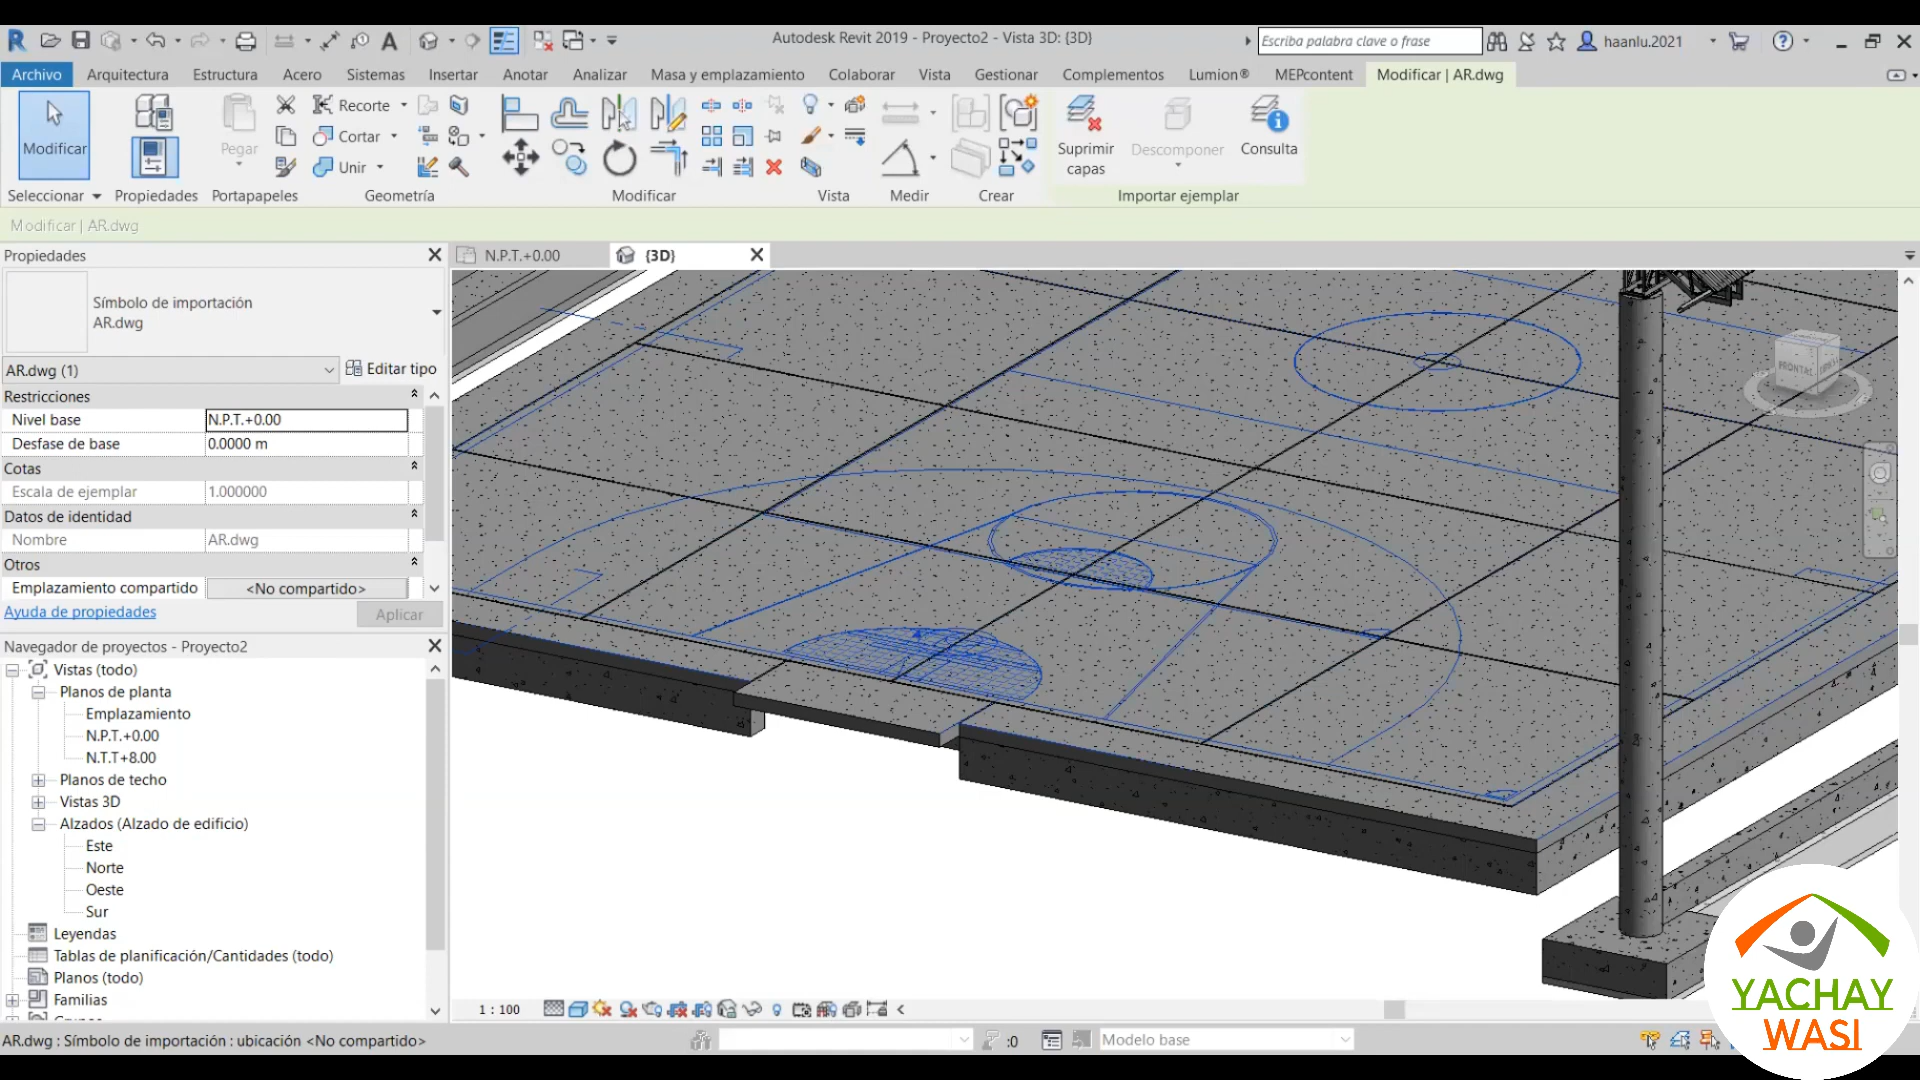 Autodesk Revit 2019 - Proyecto2 - Vista 3D: {3D}
Escriba palabra clave o frase
haanlu.2021
Archivo Arquitectura Estructura Acero Sistemas Insertar Anotar Analizar Masa y emplazamiento Colaborar Vista Gestionar Complementos Lumion® MEPcontent Modificar | AR.dwg
Modificar
Pegar
Recorte
Cortar
Unir
Suprimir capas
Descomponer
Consulta
Seleccionar Propiedades Portapapeles Geometría Modificar Vista Medir Crear Importar ejemplar
Modificar | AR.dwg
Propiedades
N.P.T.+0.00
{3D}
Símbolo de importación
AR.dwg
AR.dwg (1)
Editar tipo
Restricciones
Nivel base N.P.T.+0.00
Desfase de base 0.0000 m
Cotas
Escala de ejemplar 1.000000
Datos de identidad
Nombre AR.dwg
Otros
Emplazamiento compartido <No compartido>
Ayuda de propiedades
Aplicar
Navegador de proyectos - Proyecto2
Vistas (todo)
Planos de planta
Emplazamiento
N.P.T.+0.00
N.T.T+8.00
Planos de techo
Vistas 3D
Alzados (Alzado de edificio)
Este
Norte
Oeste
Sur
Leyendas
Tablas de planificación/Cantidades (todo)
Planos (todo)
Familias
FRONTAL
1 : 100
AR.dwg : Símbolo de importación : ubicación <No compartido>
:0
Modelo base
YACHAY
WASI